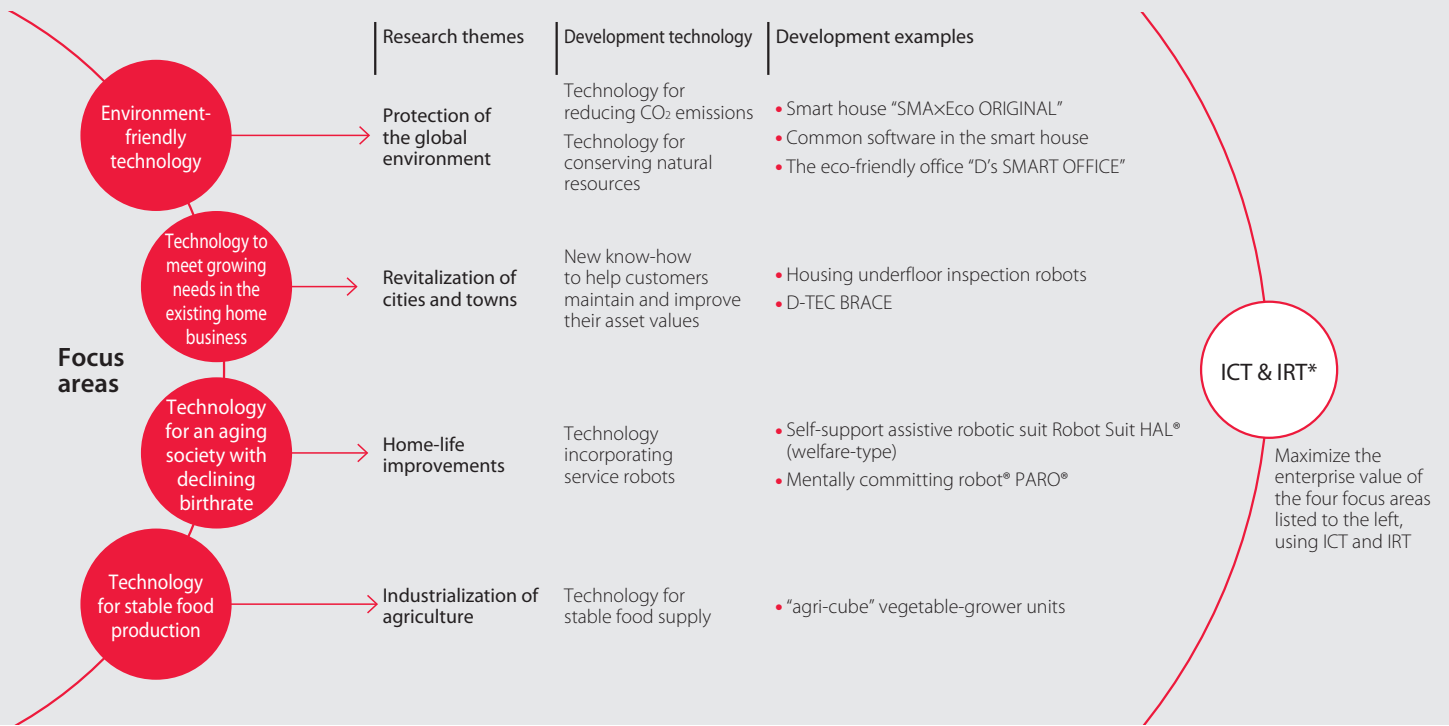 Research themes
Development technology
Development examples
Environment-
friendly
technology
Protection of
the global
environment
Technology for
reducing CO₂ emissions
Technology for
conserving natural
resources
• Smart house “SMA×Eco ORIGINAL”
• Common software in the smart house
• The eco-friendly office “D’s SMART OFFICE”
Technology to
meet growing
needs in the
existing home
business
Revitalization of
cities and towns
New know-how
to help customers
maintain and improve
their asset values
• Housing underfloor inspection robots
• D-TEC BRACE
Focus
areas
Technology
for an aging
society with
declining
birthrate
Home-life
improvements
Technology
incorporating
service robots
• Self-support assistive robotic suit Robot Suit HAL®
(welfare-type)
• Mentally committing robot® PARO®
Technology
for stable food
production
Industrialization of
agriculture
Technology for
stable food supply
• “agri-cube” vegetable-grower units
ICT & IRT*
Maximize the
enterprise value of
the four focus areas
listed to the left,
using ICT and IRT